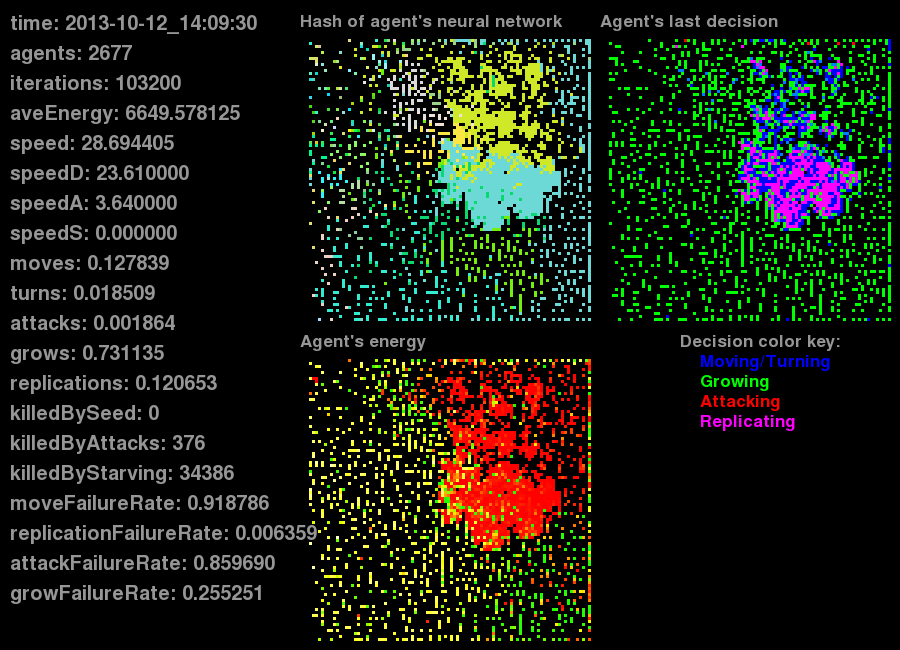 time: 2013-10-12_14:09:30
agents: 2677
iterations: 103200
aveEnergy: 6649.578125
speed: 28.694405
speedD: 23.610000
speedA: 3.640000
speedS: 0.000000
moves: 0.127839
turns: 0.018509
attacks: 0.001864
grows: 0.731135
replications: 0.120653
killedBySeed: 0
killedByAttacks: 376
killedByStarving: 34386
moveFailureRate: 0.918786
replicationFailureRate: 0.006359
attackFailureRate: 0.859690
growFailureRate: 0.255251
Hash of agent's neural network
Agent's last decision
Agent's energy
Decision color key:
Moving/Turning
Growing
Attacking
Replicating